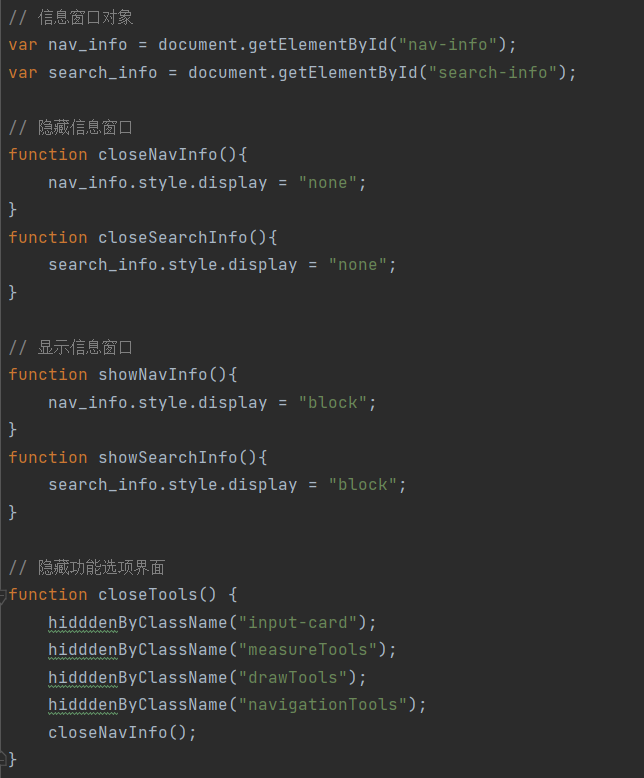 // 信息窗口对象
var nav_info = document.getElementById("nav-info");
var search_info = document.getElementById("search-info");
// 隐藏信息窗口
function closeNavInfo(){
nav_info.style.display = "none";
}
function closeSearchInfo(){
search_info.style.display = "none";
}
// 显示信息窗口
function showNavInfo(){
nav_info.style.display = "block";
}
function showSearchInfo(){
search_info.style.display = "block";
}
// 隐藏功能选项界面
function closeTools() {
hidddenByClassName("input-card");
hidddenByClassName("measureTools");
hidddenByClassName("drawTools");
hidddenByClassName("navigationTools");
closeNavInfo();
}